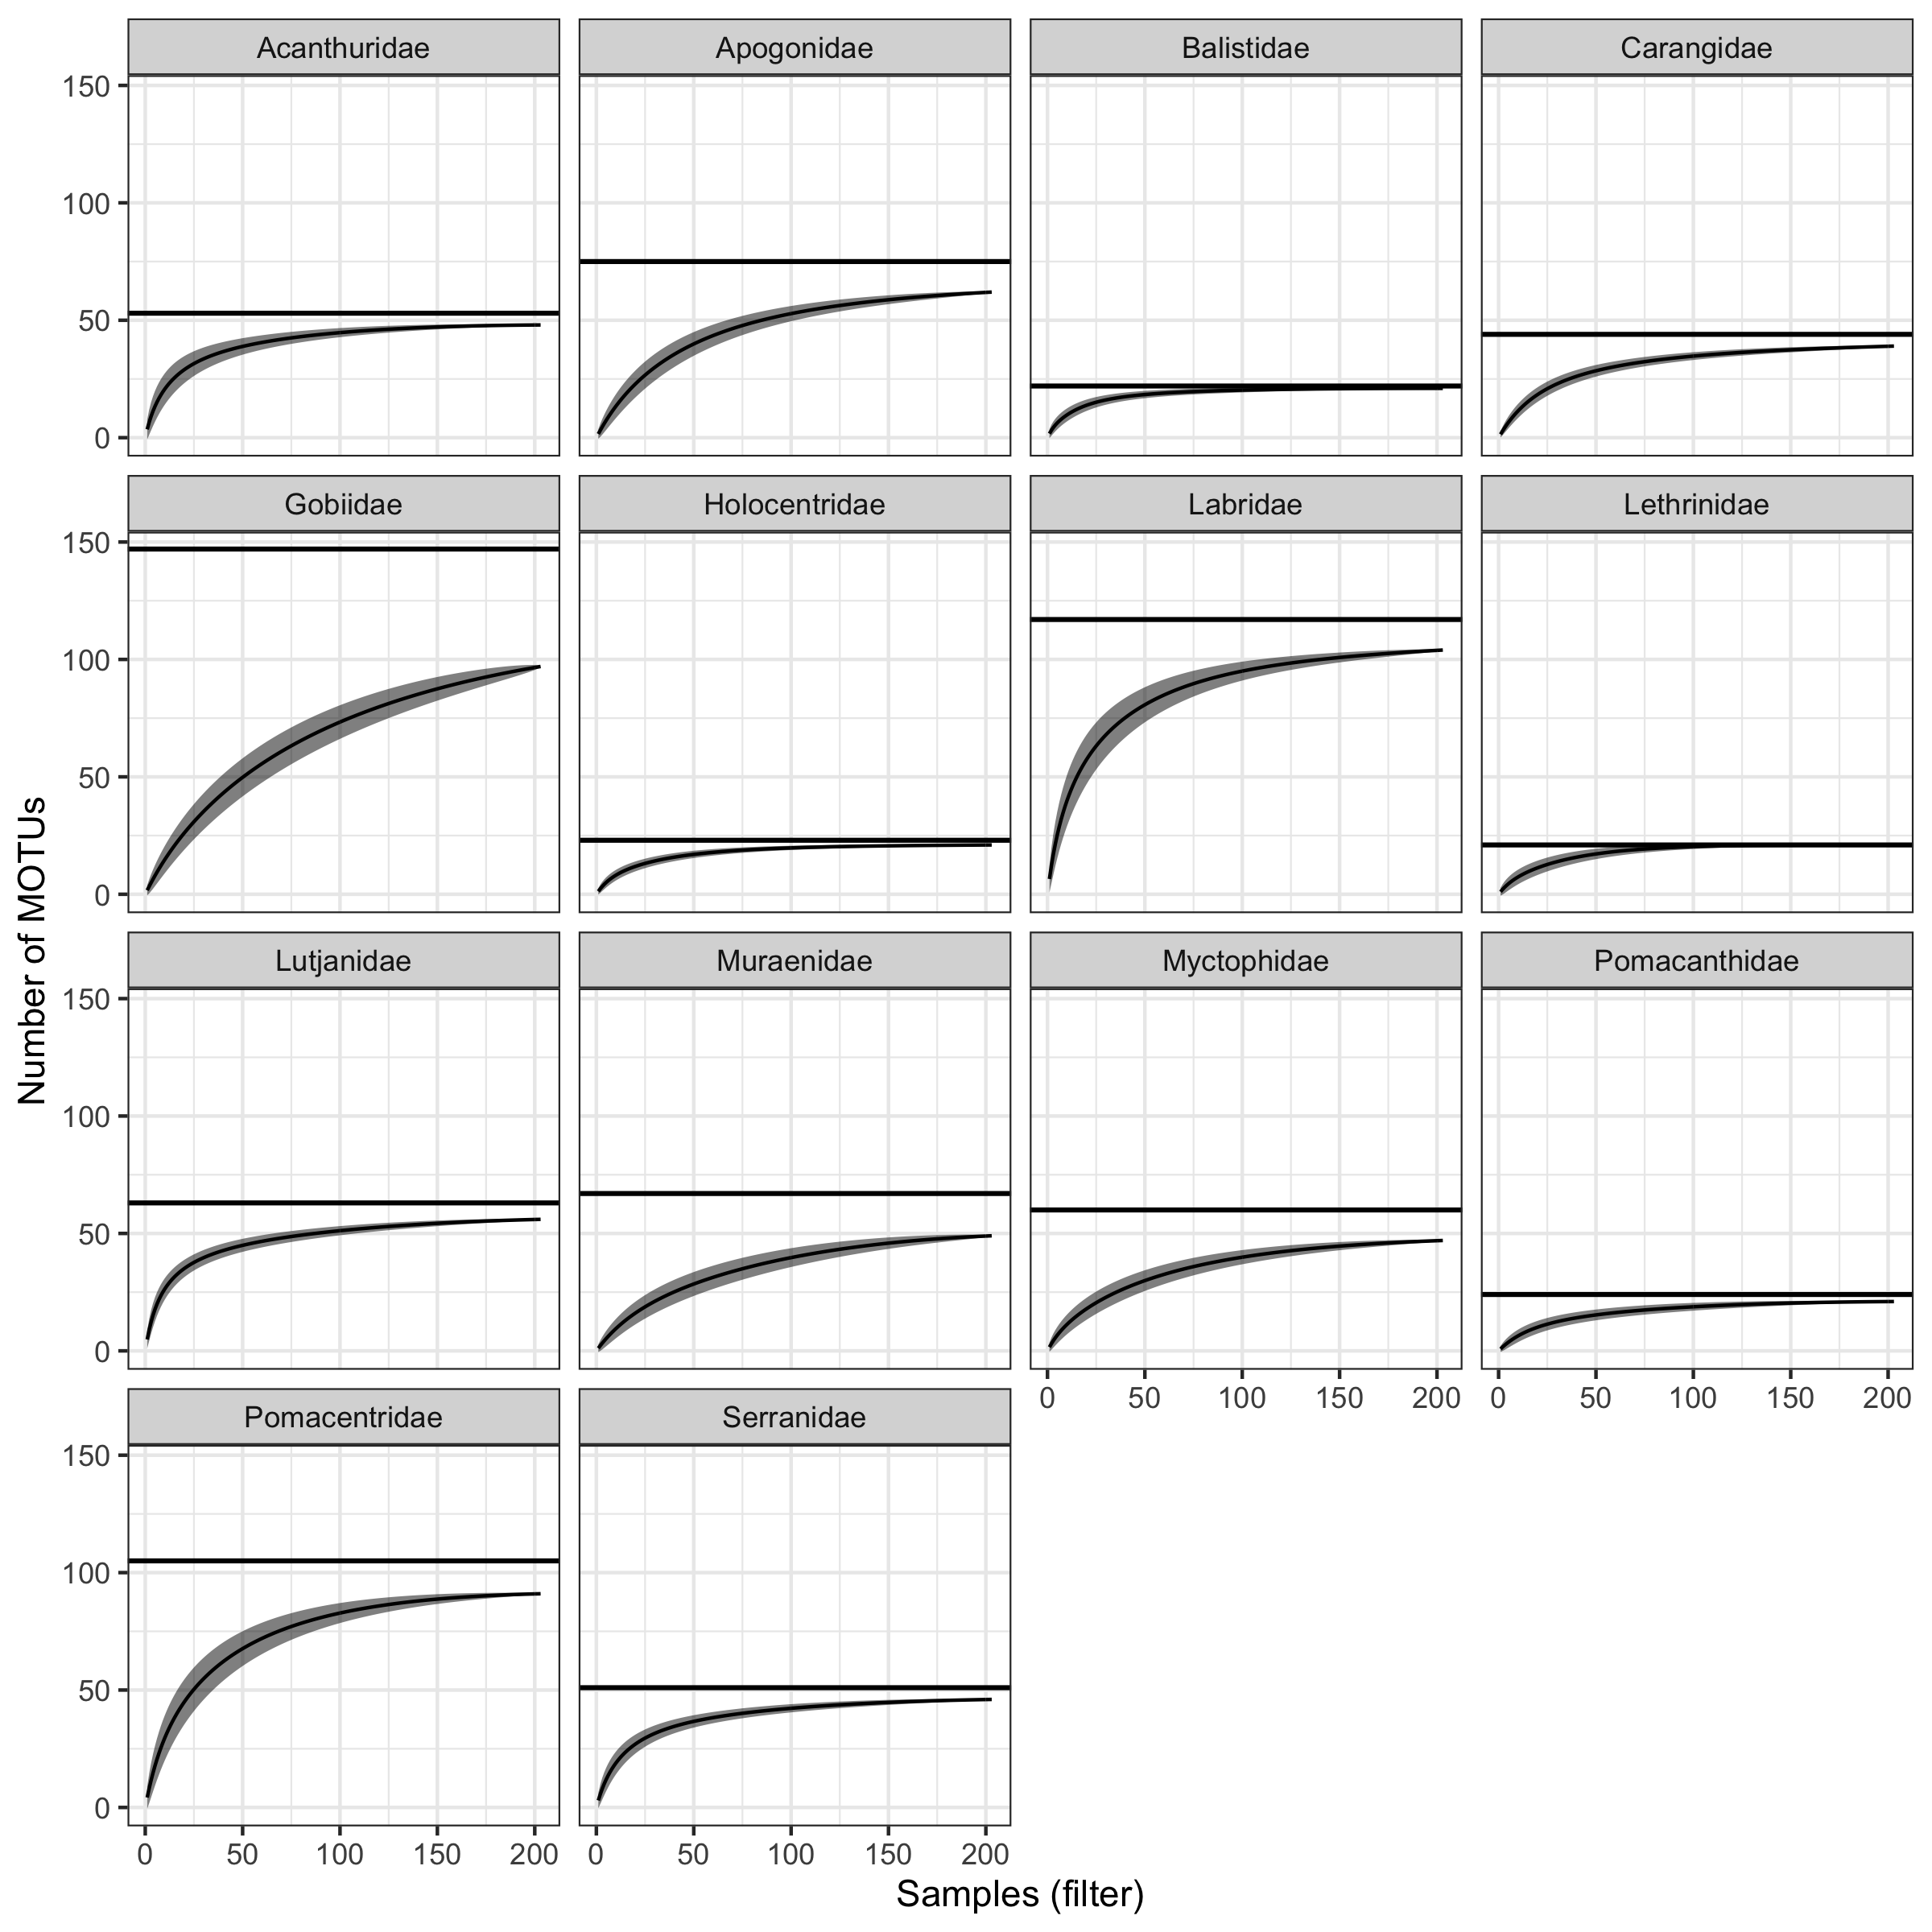 Acanthuridae Apogonidae Balistidae Carangidae
150
100
50
0
Gobiidae Holocentridae Labridae Lethrinidae
150
100
50
0
Number of MOTUs
Lutjanidae Muraenidae Myctophidae Pomacanthidae
150
100
50
0
0 50 100 150 200 0 50 100 150 200
Pomacentridae Serranidae
150
100
50
0
0 50 100 150 200 0 50 100 150 200
Samples (filter)